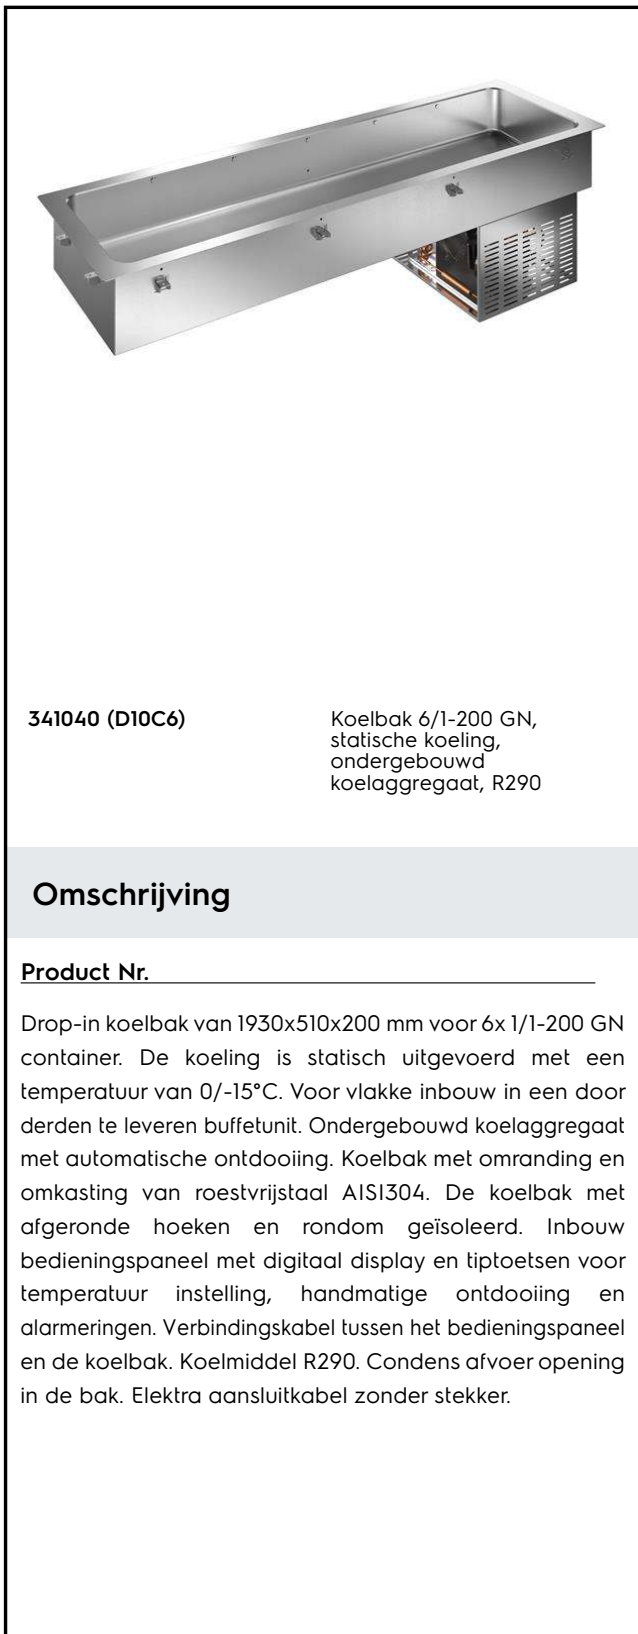 341040 (D10C6)
Koelbak 6/1-200 GN,
statische koeling,
ondergebouwd
koelaggregaat, R290
Omschrijving
Product Nr.
Drop-in koelbak van 1930x510x200 mm voor 6x 1/1-200 GN
container. De koeling is statisch uitgevoerd met een
temperatuur van 0/-15°C. Voor vlakke inbouw in een door
derden te leveren buffetunit. Ondergebouwd koelaggregaat
met automatische ontdooiing. Koelbak met omranding en
omkasting van roestvrijstaal AISI304. De koelbak met
afgeronde hoeken en rondom geïsoleerd. Inbouw
bedieningspaneel met digitaal display en tiptoetsen voor
temperatuur instelling, handmatige ontdooiing en
alarmeringen. Verbindingskabel tussen het bedieningspaneel
en de koelbak. Koelmiddel R290. Condens afvoer opening
in de bak. Elektra aansluitkabel zonder stekker.